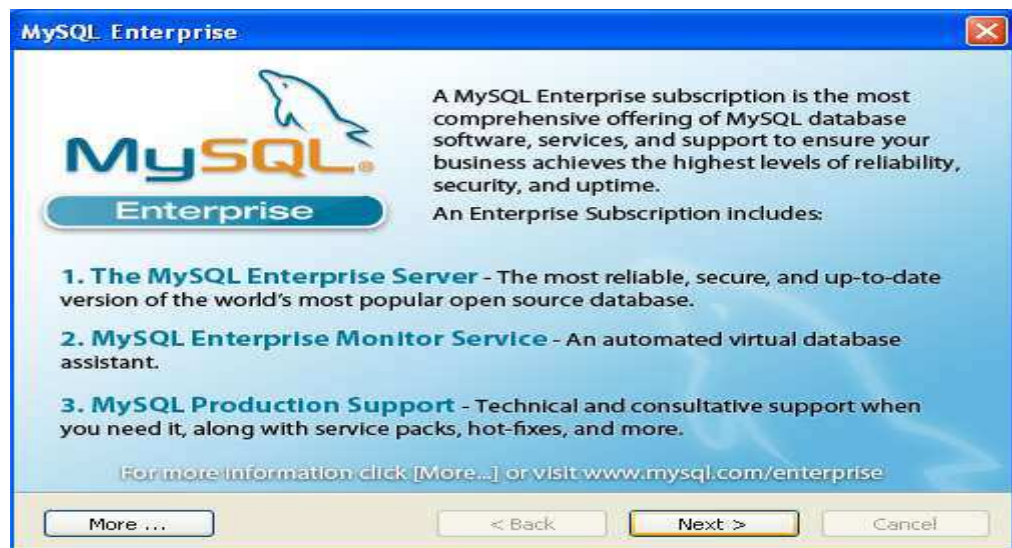 MySQL Enterprise
MySQL®
Enterprise
A MySQL Enterprise subscription is the most
comprehensive offering of MySQL database
software, services, and support to ensure your
business achieves the highest levels of reliability,
security, and uptime.
An Enterprise Subscription includes:
1. The MySQL Enterprise Server - The most reliable, secure, and up-to-date
version of the world's most popular open source database.
2. MySQL Enterprise Monitor Service - An automated virtual database
assistant.
3. MySQL Production Support - Technical and consultative support when
you need it, along with service packs, hot-fixes, and more.
For more information click [More...] or visit www.mysql.com/enterprise
More ...
< Back
Next >
Cancel